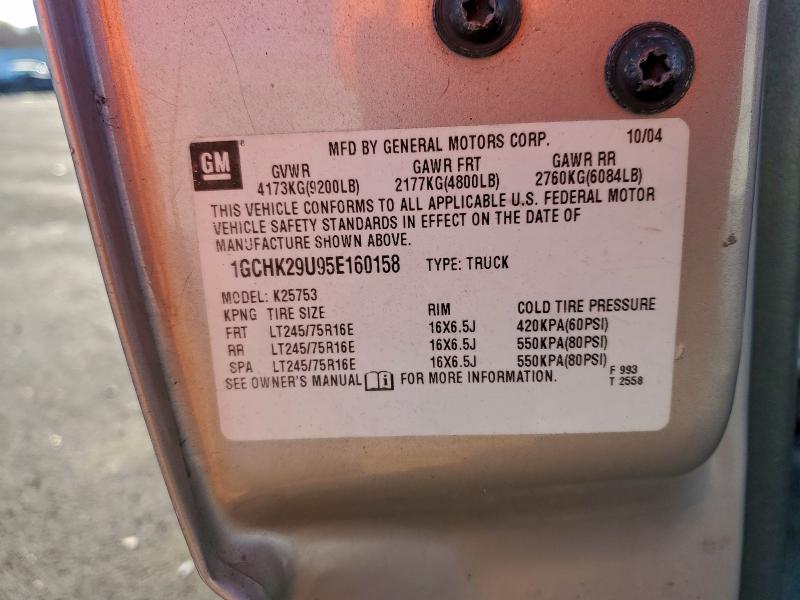 MFD BY GENERAL MOTORS CORP. 10/04
GM
GVWR GAWR FRT GAWR RR
4173KG(9200LB) 2177KG(4800LB) 2760KG(6084LB)
THIS VEHICLE CONFORMS TO ALL APPLICABLE U.S. FEDERAL MOTOR
VEHICLE SAFETY STANDARDS IN EFFECT ON THE DATE OF
MANUFACTURE SHOWN ABOVE.
1GCHK29U95E160158 TYPE: TRUCK
MODEL: K25753
KPNG TIRE SIZE RIM COLD TIRE PRESSURE
FRT LT245/75R16E 16X6.5J 420KPA(60PSI)
RR LT245/75R16E 16X6.5J 550KPA(80PSI)
SPA LT245/75R16E 16X6.5J 550KPA(80PSI)
SEE OWNER'S MANUAL i FOR MORE INFORMATION.
F 993
T 2558